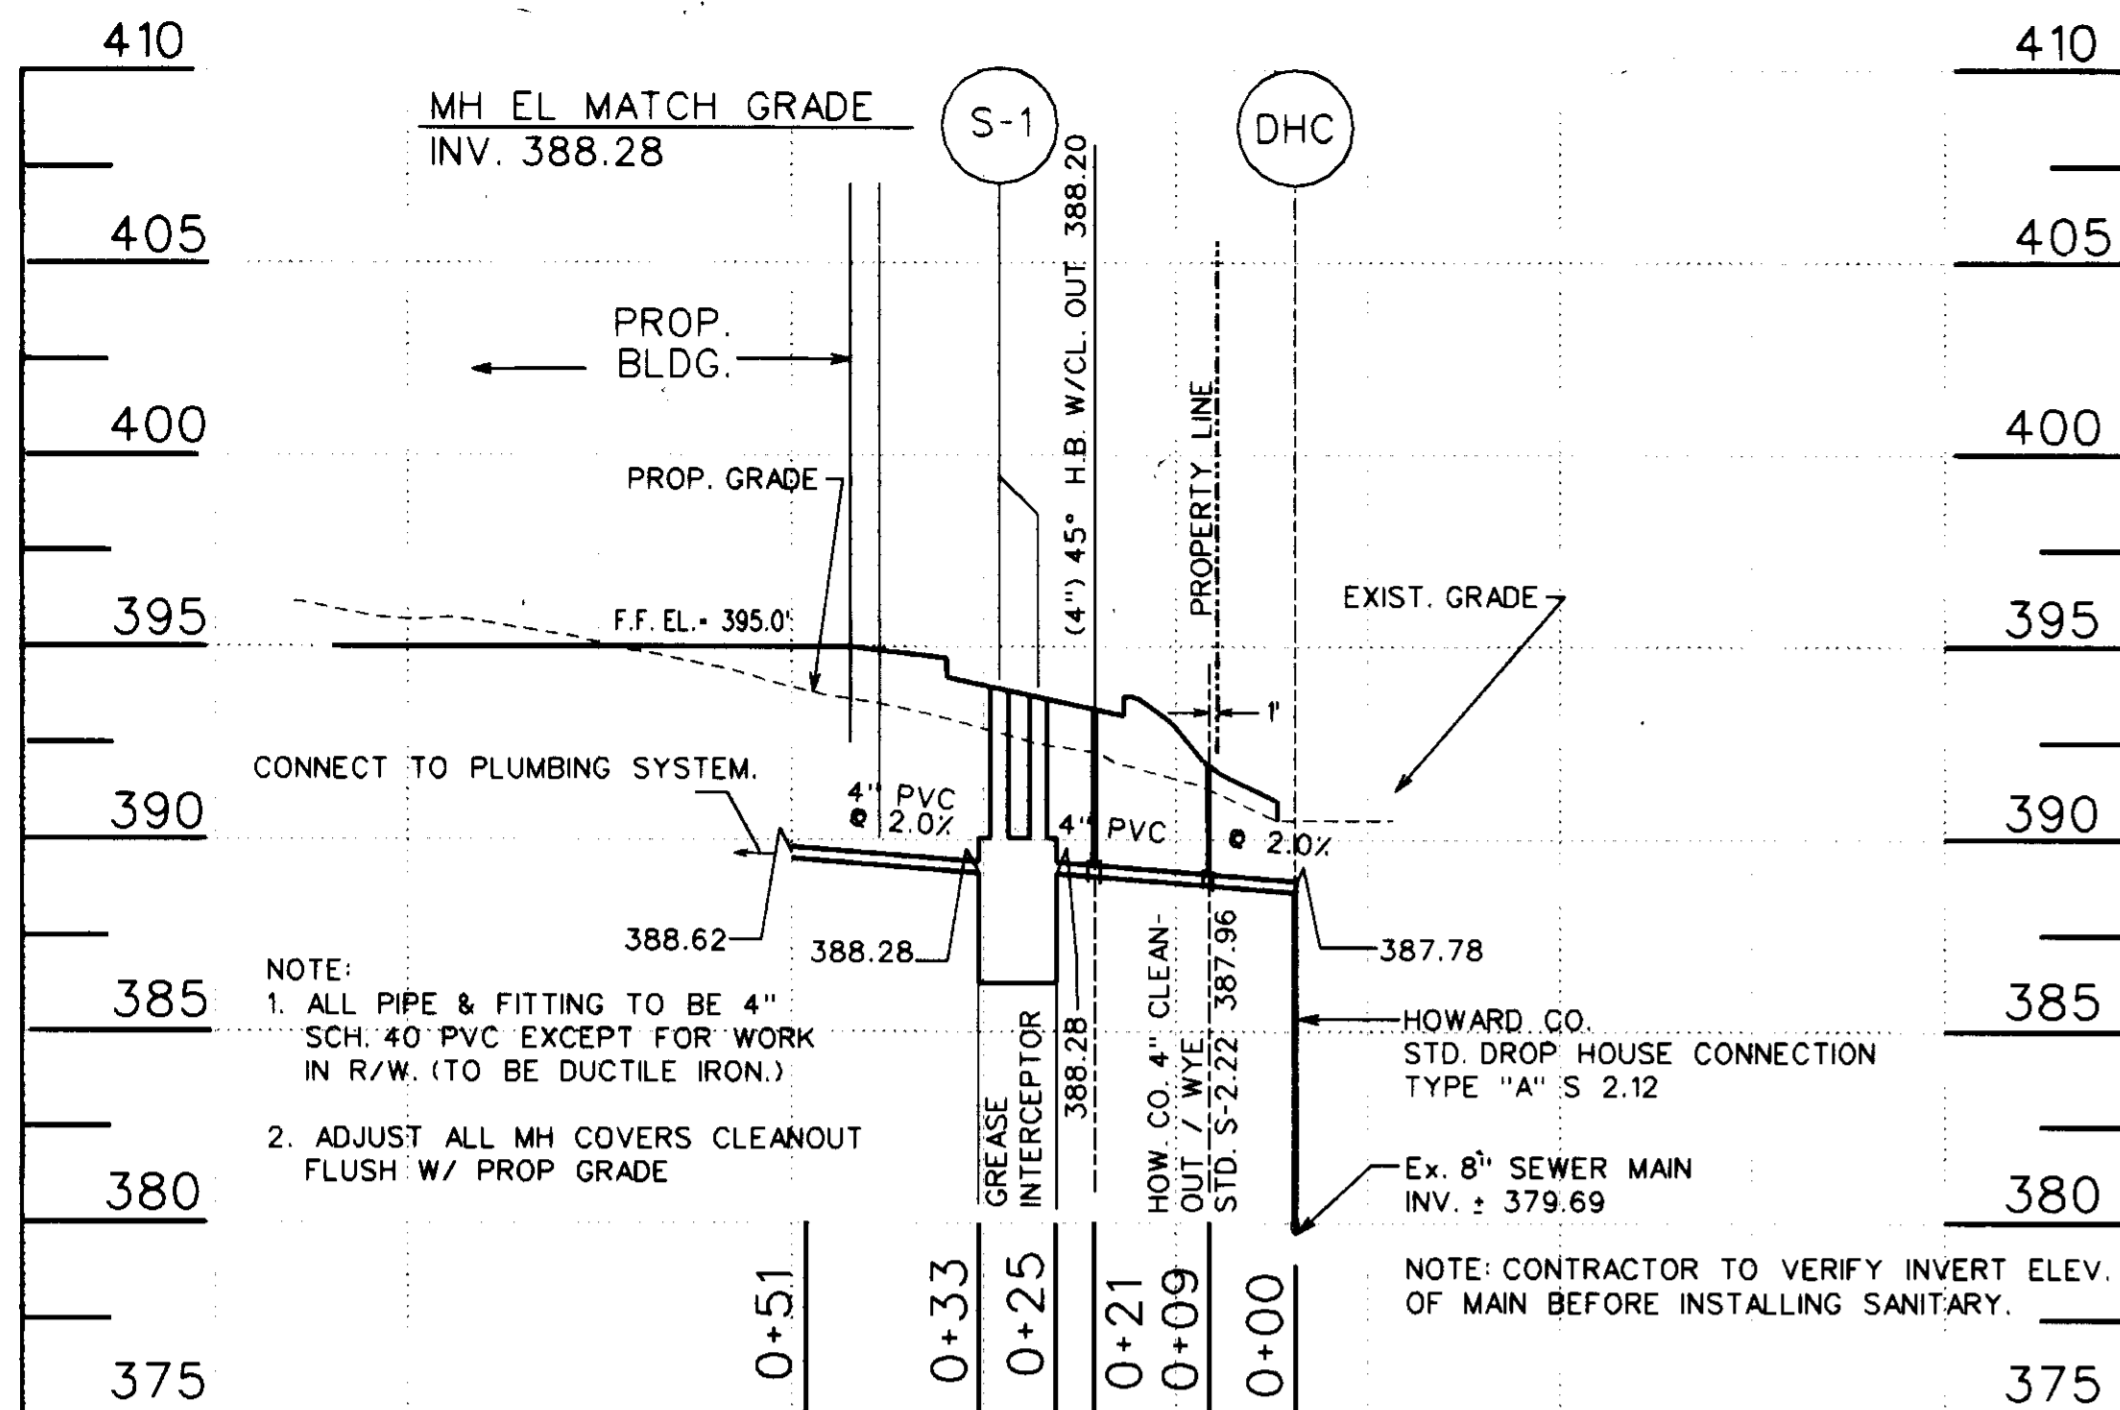 410
405
400
395
390
385
380
375
MH EL MATCH GRADE
INV. 388.28
S-1
DHC
(4") 45° H.B. W/CL. OUT 388.20
PROP.
BLDG.
PROP. GRADE
PROPERTY LINE
F.F. EL.= 395.0'
EXIST. GRADE
1'
CONNECT TO PLUMBING SYSTEM.
4" PVC
@ 2.0%
4" PVC
@ 2.0%
388.62
388.28
388.28
387.78
NOTE:
1. ALL PIPE & FITTING TO BE 4"
SCH. 40 PVC EXCEPT FOR WORK
IN R/W. (TO BE DUCTILE IRON.)
2. ADJUST ALL MH COVERS CLEANOUT
FLUSH W/ PROP GRADE
GREASE
INTERCEPTOR
HOW. CO. 4" CLEAN-
OUT / WYE
STD. S-2.22 387.96
HOWARD CO.
STD. DROP HOUSE CONNECTION
TYPE "A" S 2.12
Ex. 8" SEWER MAIN
INV. ± 379.69
NOTE: CONTRACTOR TO VERIFY INVERT ELEV.
OF MAIN BEFORE INSTALLING SANITARY.
0+51
0+33
0+25
0+21
0+09
0+00
410
405
400
395
390
385
380
375